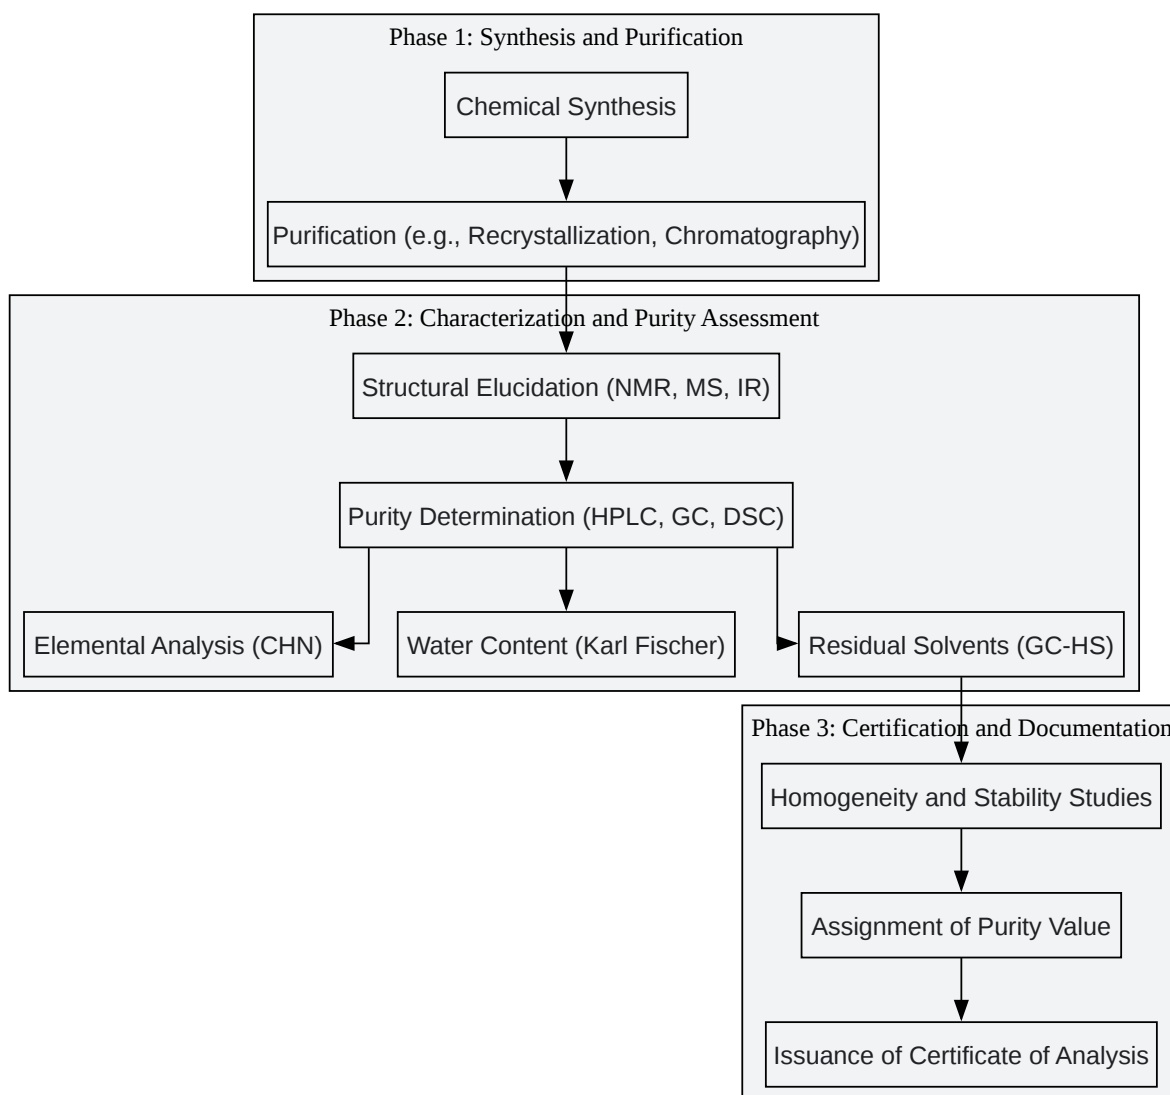 Phase 1: Synthesis and Purification
Chemical Synthesis
Purification (e.g., Recrystallization, Chromatography)
Phase 2: Characterization and Purity Assessment
Structural Elucidation (NMR, MS, IR)
Purity Determination (HPLC, GC, DSC)
Elemental Analysis (CHN)
Water Content (Karl Fischer)
Residual Solvents (GC-HS)
Phase 3: Certification and Documentation
Homogeneity and Stability Studies
Assignment of Purity Value
Issuance of Certificate of Analysis